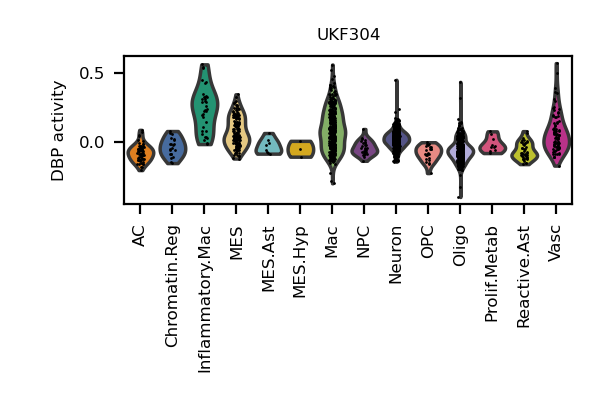 UKF304
DBP activity
0.5
0.0
AC
Chromatin.Reg
Inflammatory.Mac
MES
MES.Ast
MES.Hyp
Mac
NPC
Neuron
OPC
Oligo
Prolif.Metab
Reactive.Ast
Vasc